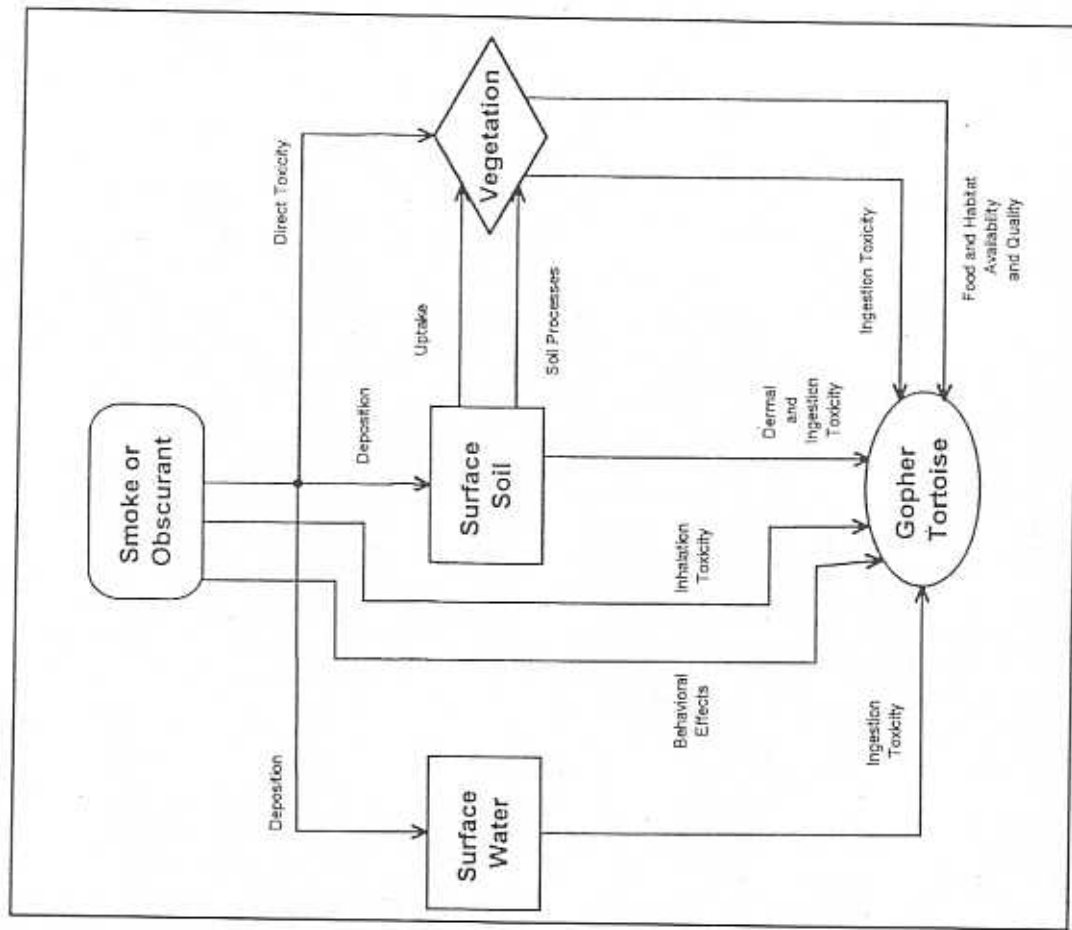 Smoke or
Obscurant
Deposition
Deposition
Direct Toxicity
Surface
Water
Surface
Soil
Uptake
Soil Processes
Vegetation
Behavioral
Effects
Inhalation
Toxicity
Dermal
and
Ingestion
Toxicity
Ingestion Toxicity
Food and Habitat
Availability
and Quality
Ingestion
Toxicity
Gopher
Tortoise